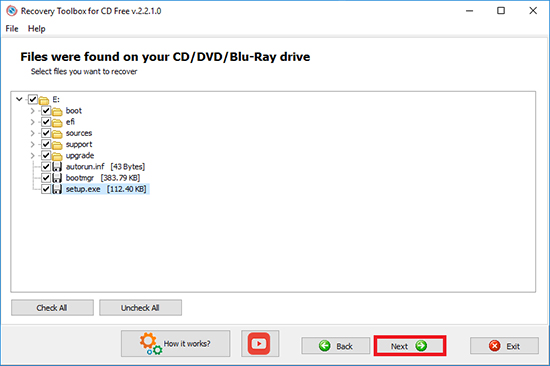 Recovery Toolbox for CD Free v.2.2.1.0
File Help
Files were found on your CD/DVD/Blu-Ray drive
Select files you want to recover
E:
boot
efi
sources
support
upgrade
autorun.inf [43 Bytes]
bootmgr [383.79 KB]
setup.exe [112.40 KB]
Check All Uncheck All
How it works? Back Next Exit